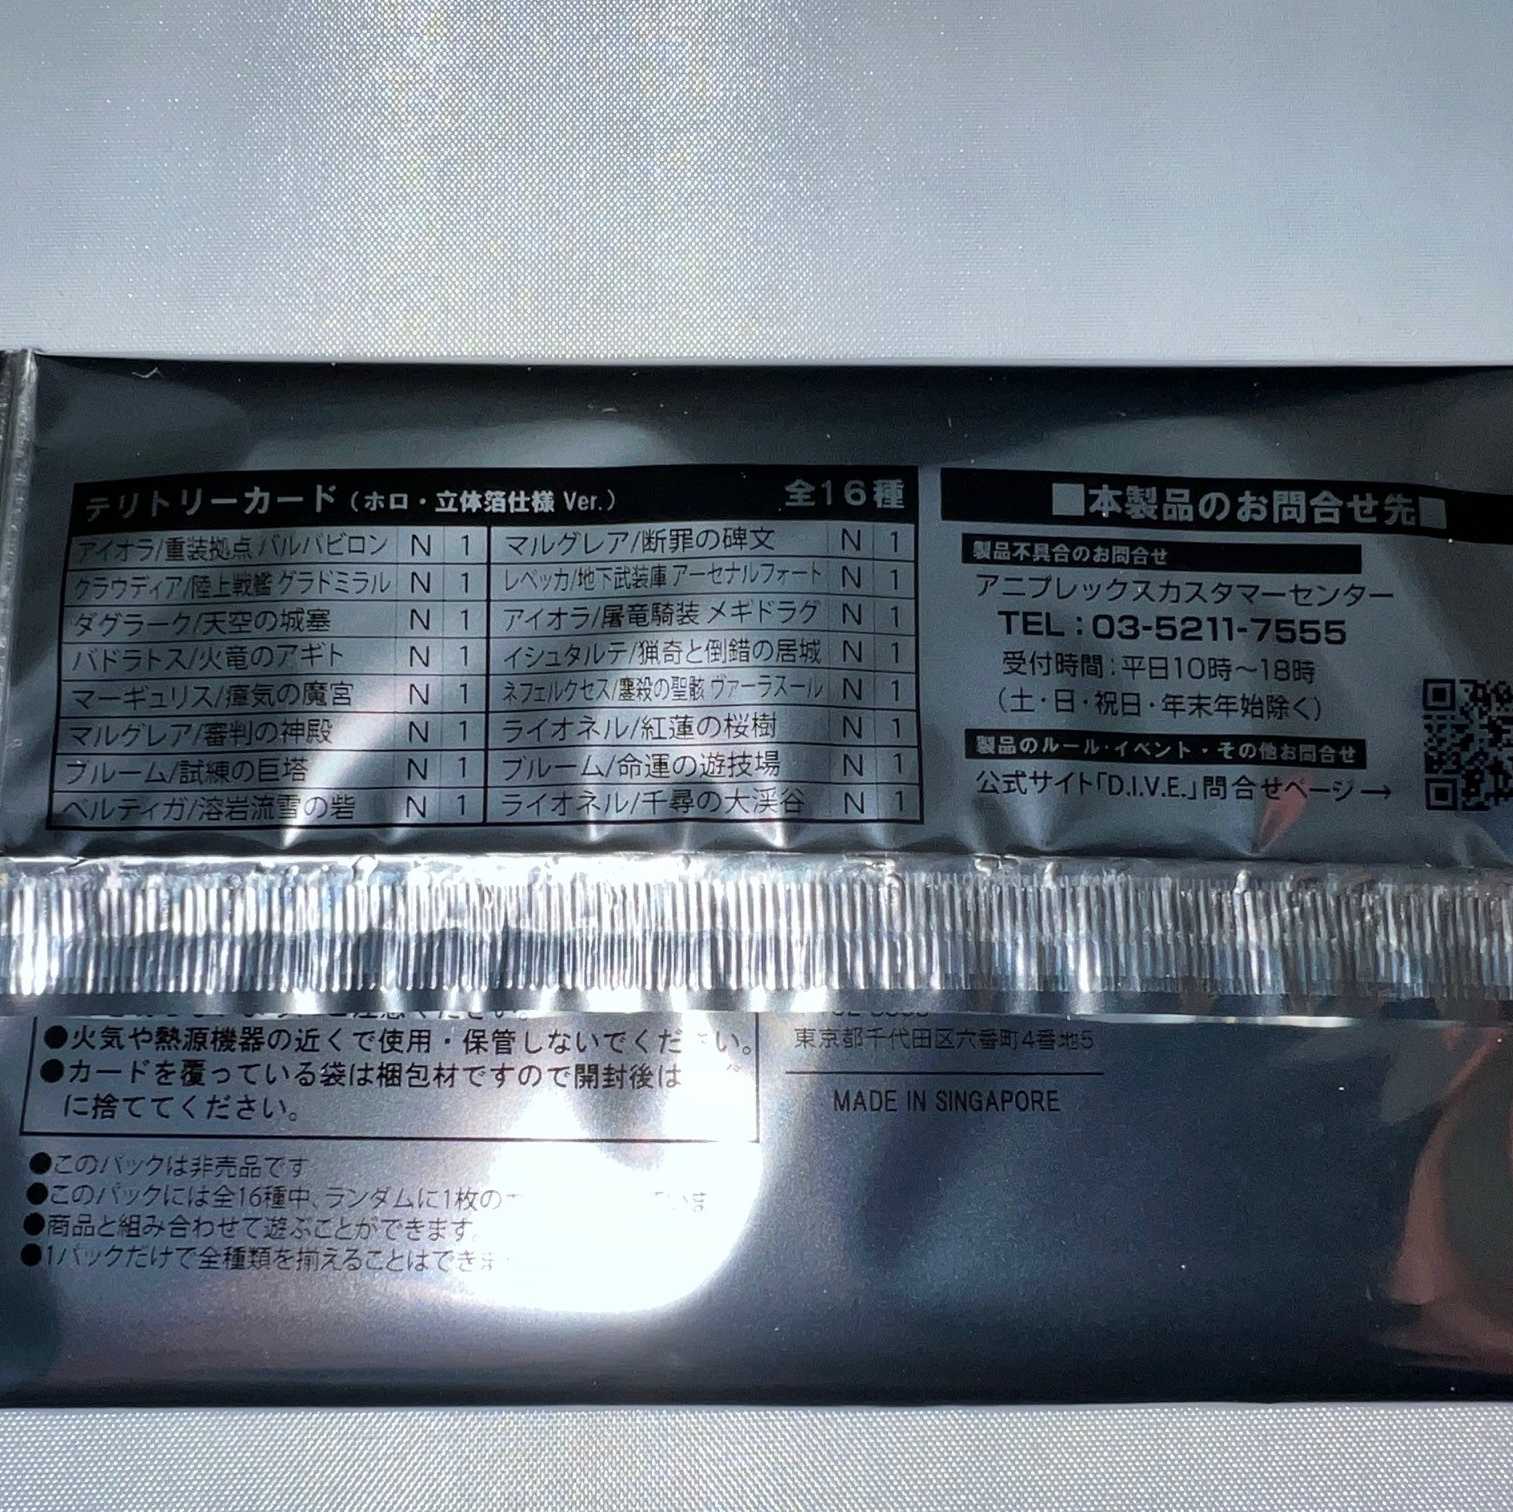 テリトリーカード（ホロ・立体箔仕様 Ver.） 全16種
アイオラ/重装拠点 バルバビロン N 1
クラウディア/陸上戦艦 グラドミラル N 1
ダグラーク/天空の城塞 N 1
バドラトス/火竜のアギト N 1
マーギュリス/瘴気の魔宮 N 1
マルグレア/審判の神殿 N 1
ブルーム/試練の巨塔 N 1
ベルティガ/溶岩流雪の砦 N 1
マルグレア/断罪の碑文 N 1
レベッカ/地下武装庫 アーセナルフォート N 1
アイオラ/屠竜騎装 メギドラグ N 1
イシュタルテ/猟奇と倒錯の居城 N 1
ネフェルクセス/鏖殺の聖骸 ヴァーラスール N 1
ライオネル/紅蓮の桜樹 N 1
ブルーム/命運の遊技場 N 1
ライオネル/千尋の大渓谷 N 1
■本製品のお問合せ先■
製品不具合のお問合せ
アニプレックスカスタマーセンター
TEL：03-5211-7555
受付時間：平日10時～18時
（土・日・祝日・年末年始除く）
製品のルール・イベント・その他お問合せ
公式サイト「D.I.V.E.」問合せページ→
●火気や熱源機器の近くで使用・保管しないでくだ い。
●カードを覆っている袋は梱包材ですので開封後は
に捨ててください。
●このパックは非売品です
●このパックには全16種中、ランダムに1枚の
●商品と組み合わせて遊ぶことができます。
●1パックだけで全種類を揃えることはでき
東京都千代田区六番町4番地5
MADE IN SINGAPORE